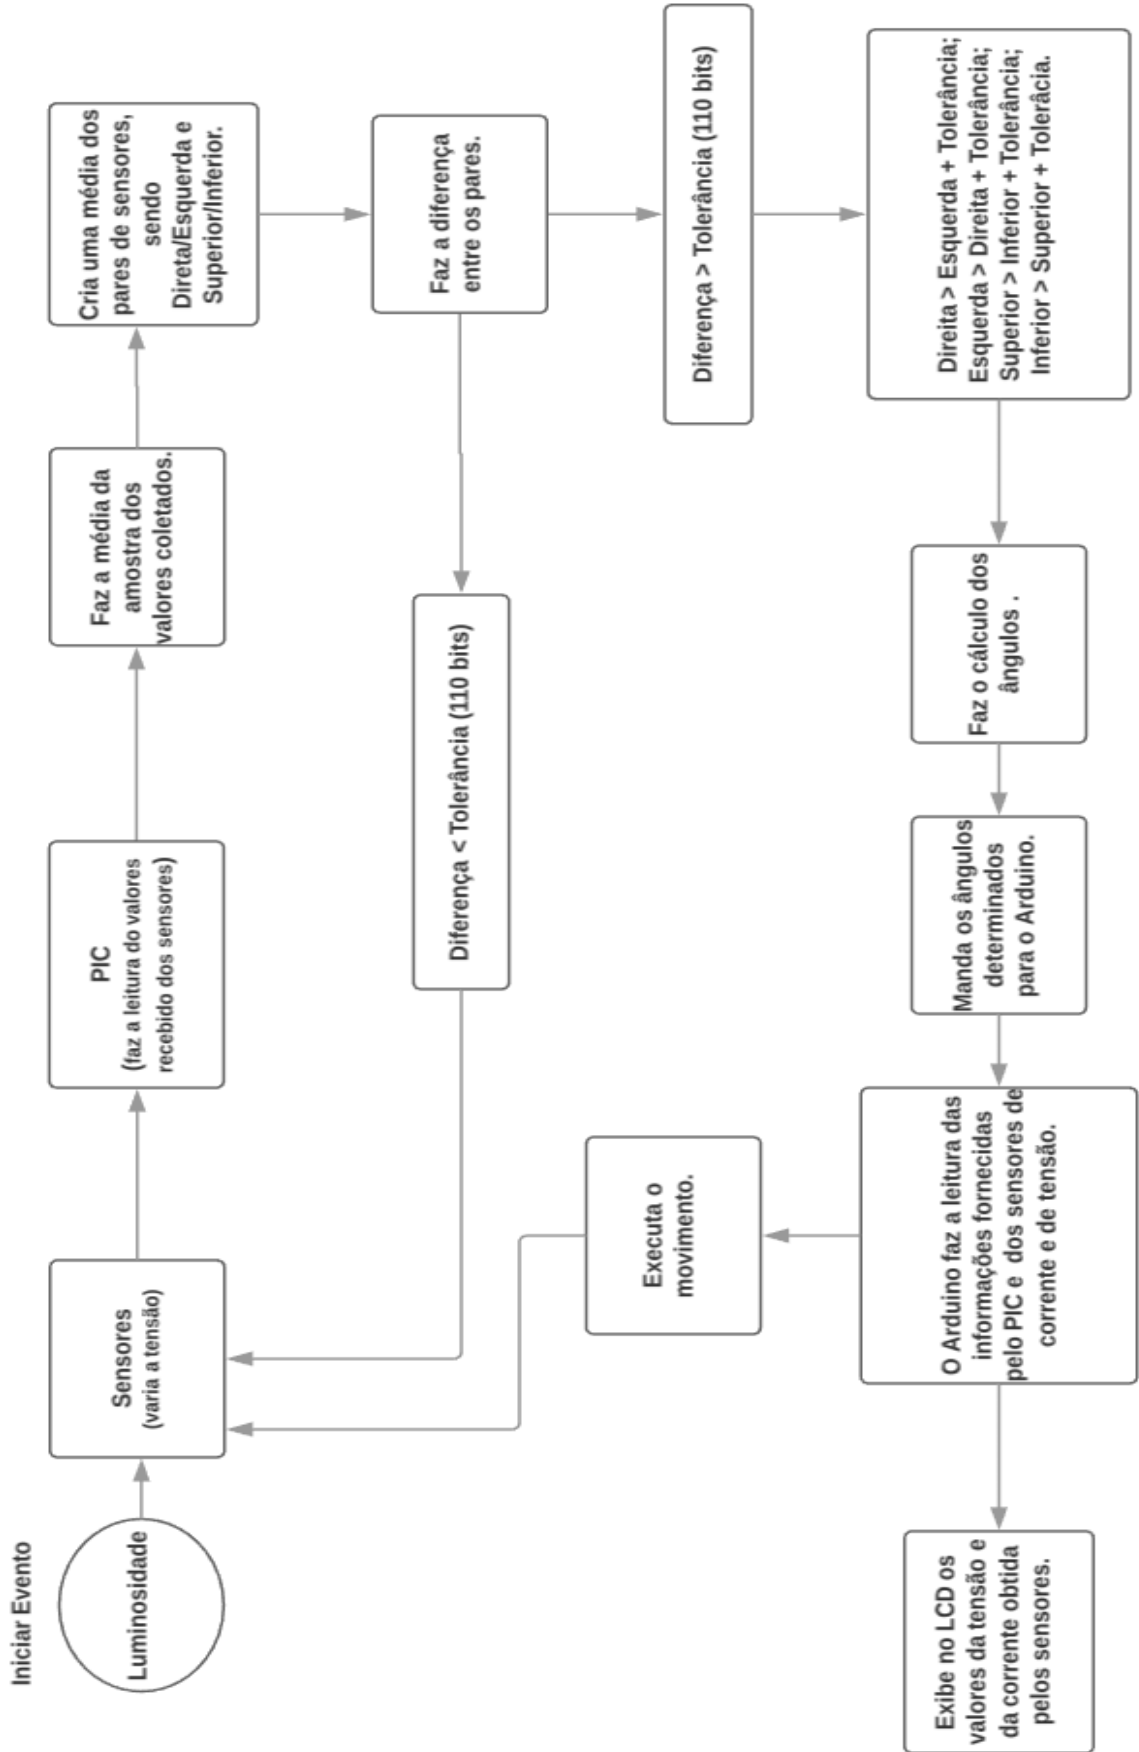 Iniciar Evento
Luminosidade
Sensores
(varia a tensão)
PIC
(faz a leitura do valores
recebido dos sensores)
Faz a média da
amostra dos
valores coletados.
Cria uma média dos
pares de sensores,
sendo
Direta/Esquerda e
Superior/Inferior.
Faz a diferença
entre os pares.
Diferença < Tolerância (110 bits)
Diferença > Tolerância (110 bits)
Direita > Esquerda + Tolerância;
Esquerda > Direita + Tolerância;
Superior > Inferior + Tolerância;
Inferior > Superior + Tolerâcia.
Faz o cálculo dos
ângulos .
Manda os ângulos
determinados
para o Arduino.
O Arduino faz a leitura das
informações fornecidas
pelo PIC e dos sensores de
corrente e de tensão.
Executa o
movimento.
Exibe no LCD os
valores da tensão e
da corrente obtida
pelos sensores.